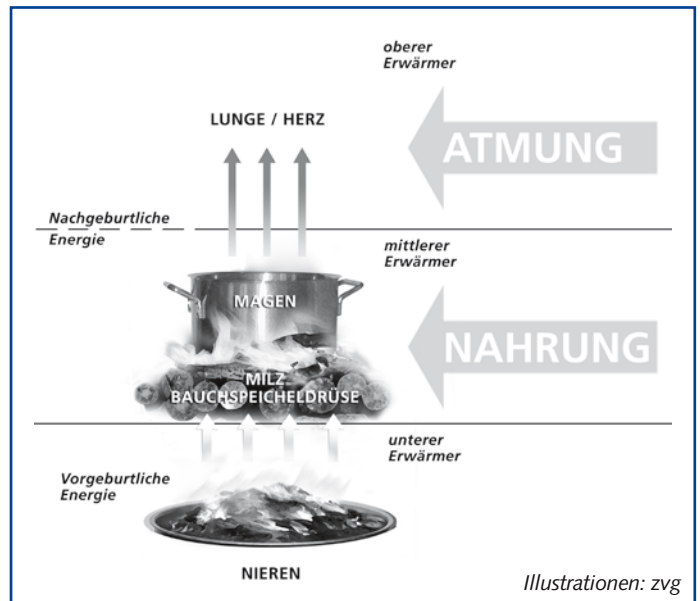 oberer
Erwärmer
LUNGE / HERZ
ATMUNG
Nachgeburtliche
Energie
mittlerer
Erwärmer
MAGEN
NAHRUNG
MILZ
BAUCHSPEICHELDRÜSE
unterer
Erwärmer
Vorgeburtliche
Energie
NIEREN
Illustrationen: zvg